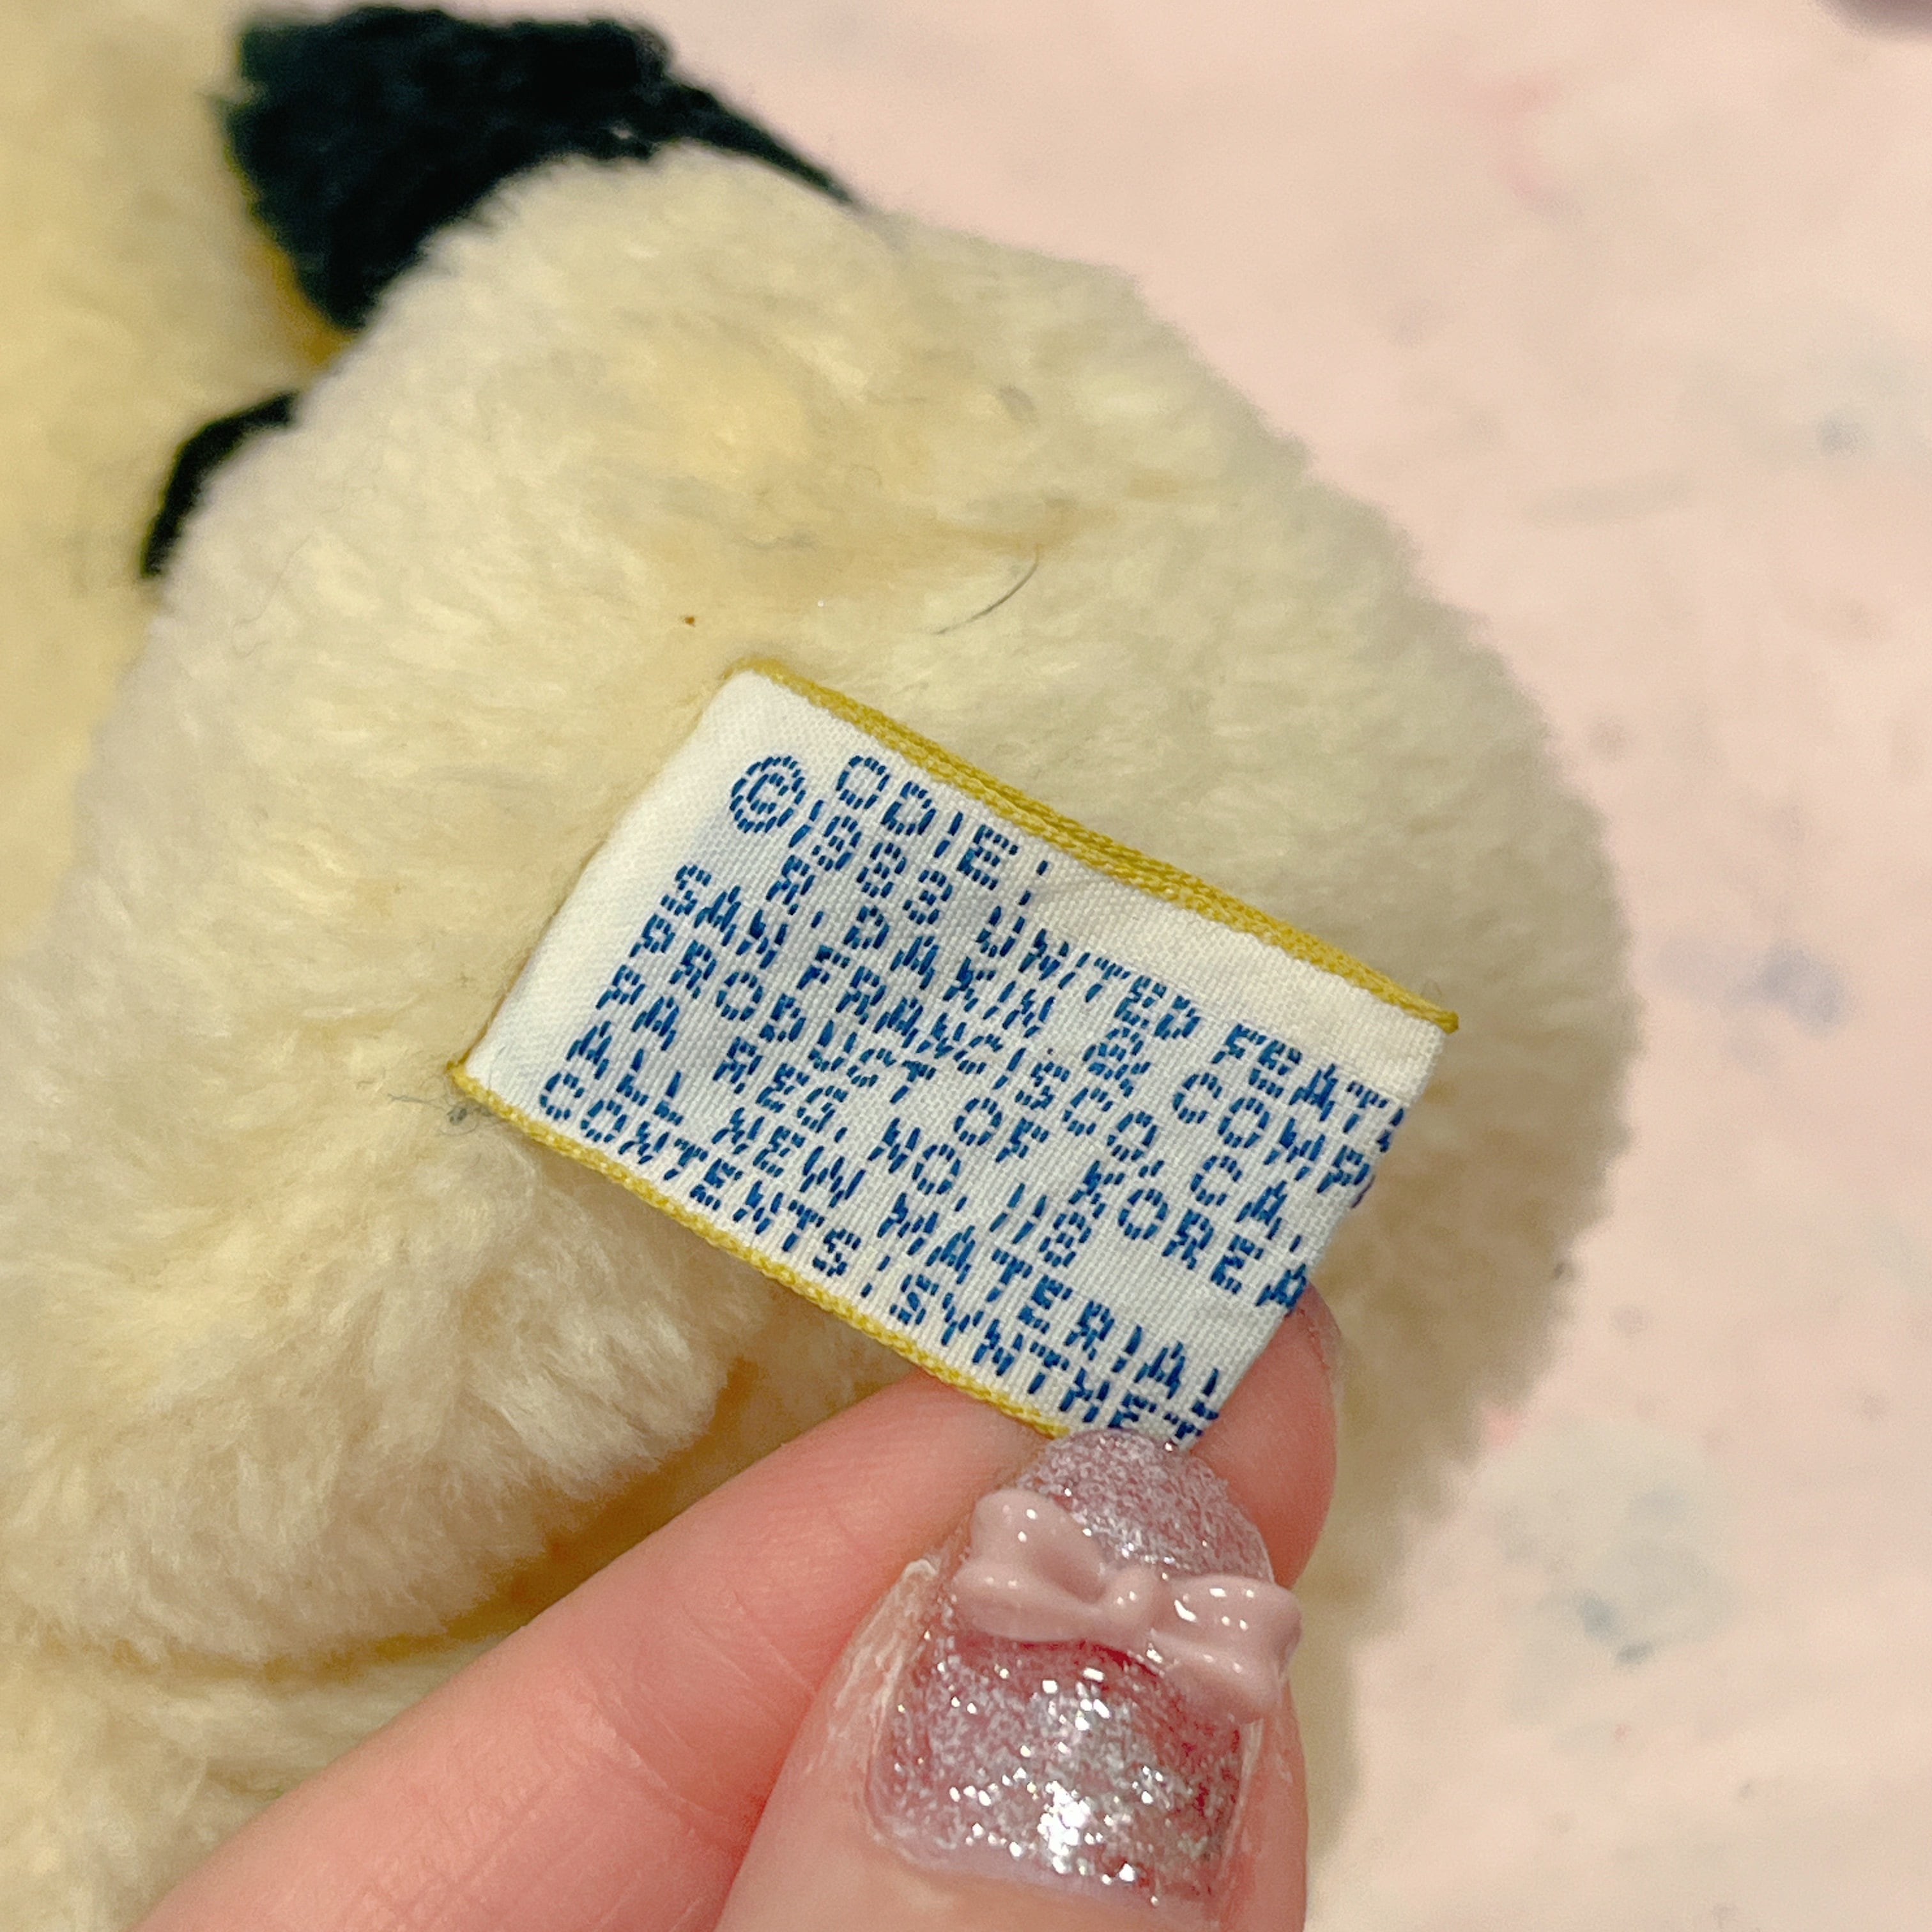 ODIE:
©1983 UNITED FEAT
R. DAKIN & COMP
SAN FRANCISCO, CA.
PRODUCT OF KOREA
PA REG. NO. 118
ALL NEW MATERIAL
CONTENTS: SYNTHET